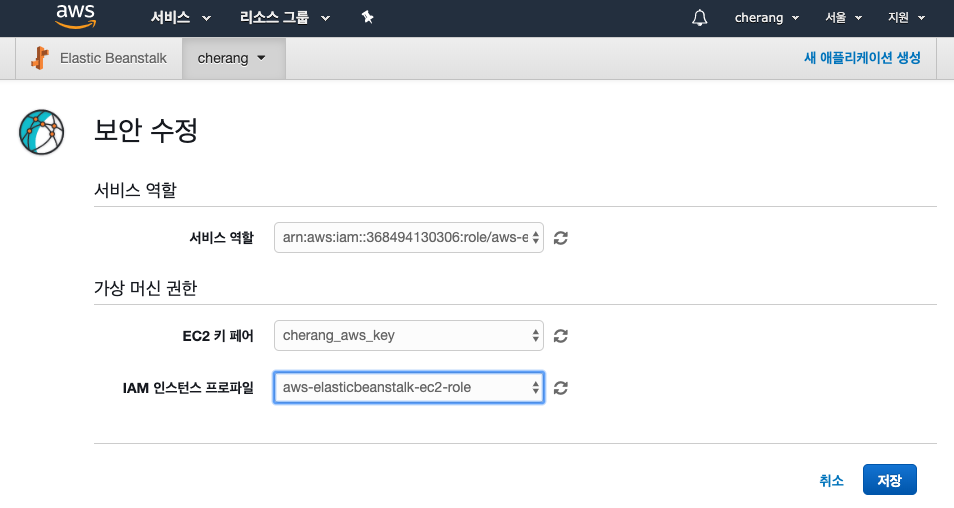 aws 서비스 리소스 그룹 cherang 서울 지원
Elastic Beanstalk cherang 새 애플리케이션 생성
보안 수정
서비스 역할
서비스 역할 arn:aws:iam::368494130306:role/aws-e
가상 머신 권한
EC2 키 페어 cherang_aws_key
IAM 인스턴스 프로파일 aws-elasticbeanstalk-ec2-role
취소 저장